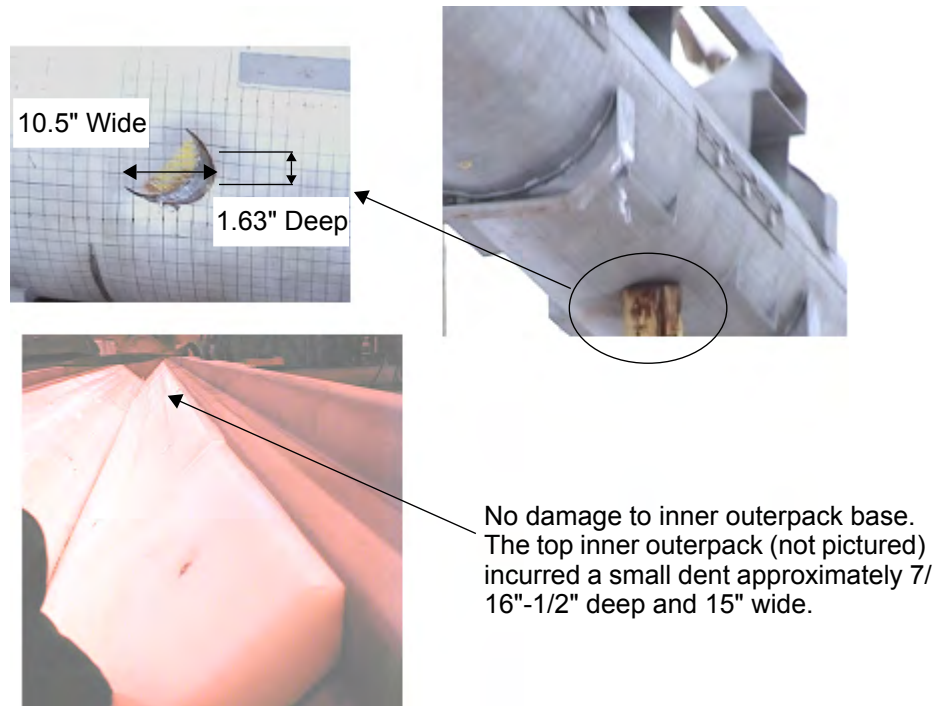 10.5" Wide
1.63" Deep
No damage to inner outerpack base.
The top inner outerpack (not pictured)
incurred a small dent approximately 7/
16"-1/2" deep and 15" wide.